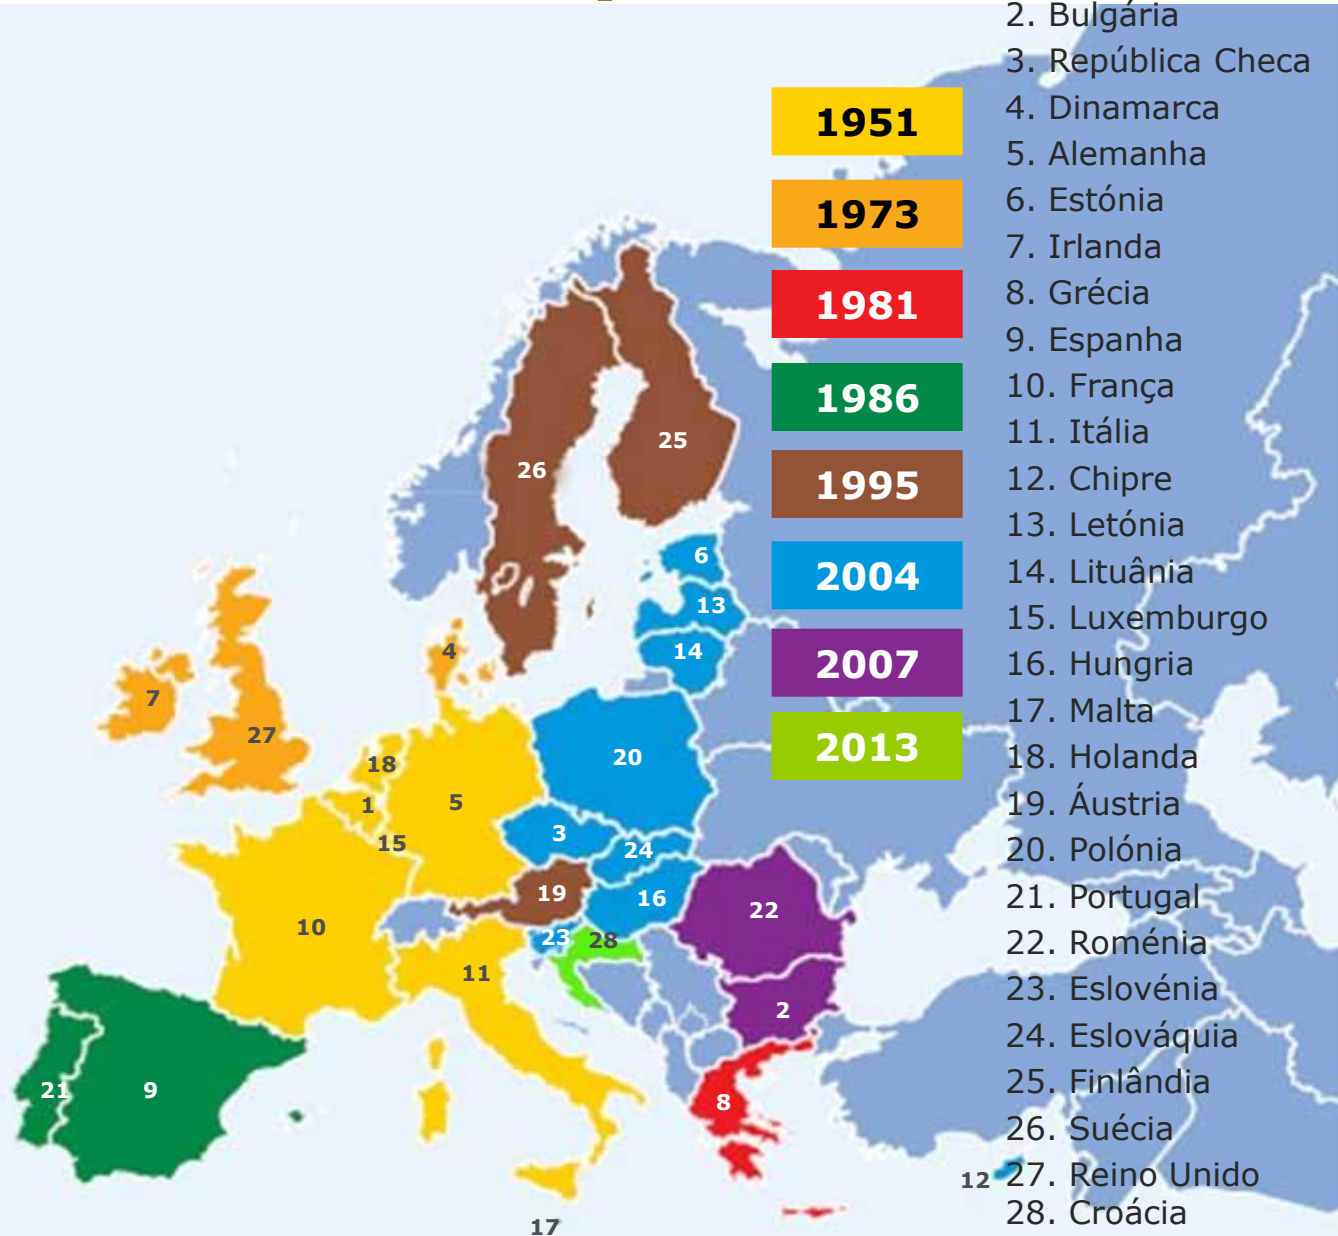 2. Bulgária
3. República Checa
4. Dinamarca
5. Alemanha
6. Estónia
7. Irlanda
8. Grécia
9. Espanha
10. França
11. Itália
12. Chipre
13. Letónia
14. Lituânia
15. Luxemburgo
16. Hungria
17. Malta
18. Holanda
19. Áustria
20. Polónia
21. Portugal
22. Roménia
23. Eslovénia
24. Eslováquia
25. Finlândia
26. Suécia
27. Reino Unido
28. Croácia
1951
1973
1981
1986
1995
2004
2007
2013
25
26
6
13
14
4
7
27
18
20
1
5
15
3
24
19
16
22
10
23
28
11
2
21
9
8
12
17